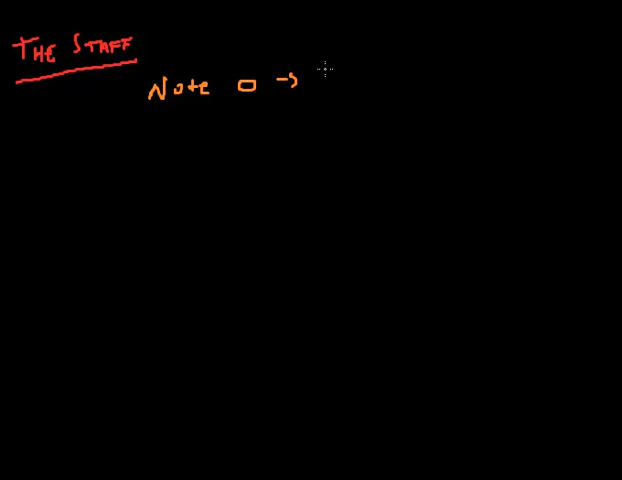 THE STAFF
Note □ →